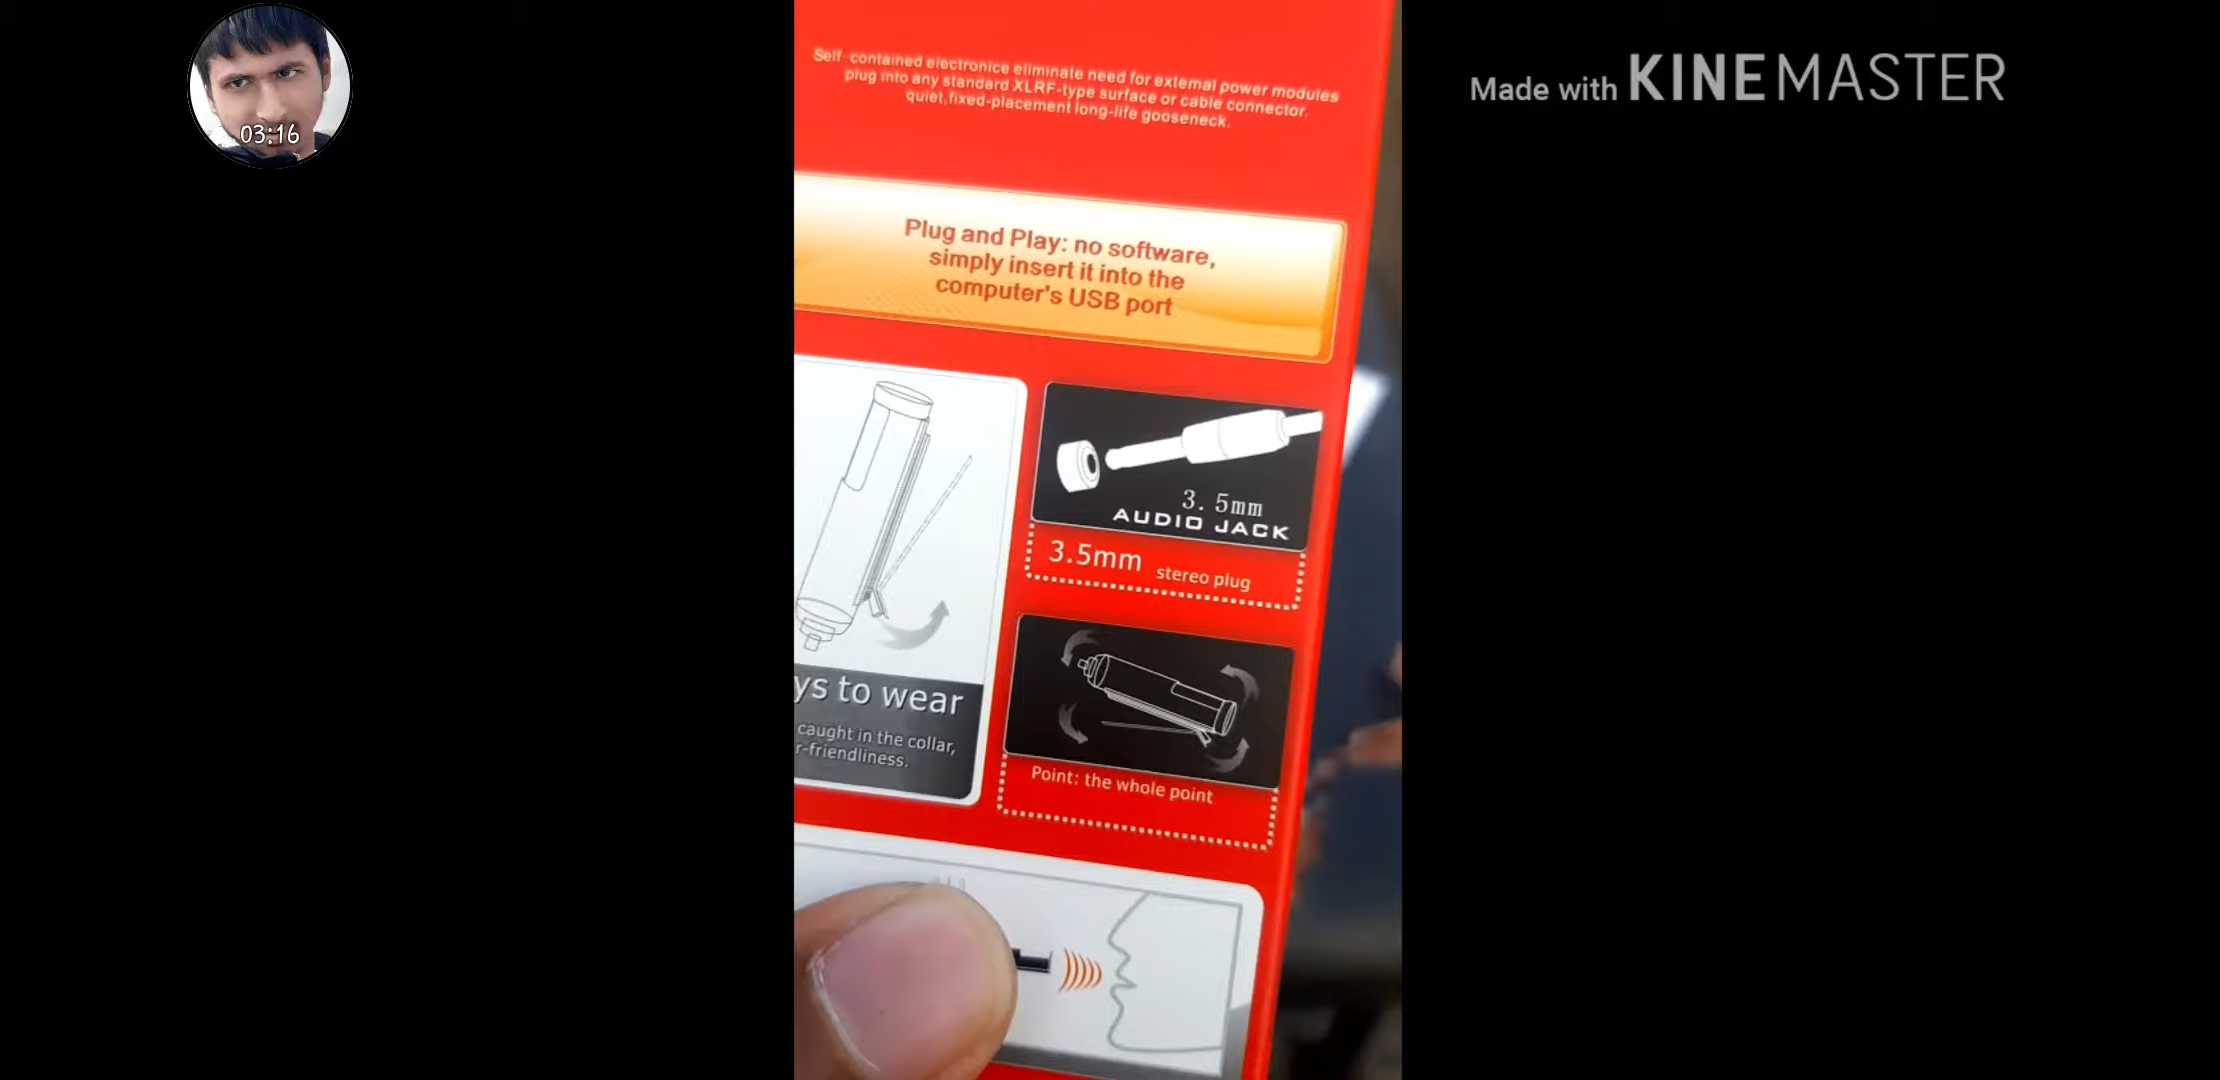 03:16
Made with KINEMASTER
Self-contained electronice eliminate need for extemal power modules
plug into any standard XLRF-type surface or cable connector.
quiet,fixed-placement long-life gooseneck.
Plug and Play: no software,
simply insert it into the
computer's USB port
3.5mm
AUDIO JACK
3.5mm stereo plug
ys to wear
caught in the collar,
r-friendliness.
Point: the whole point